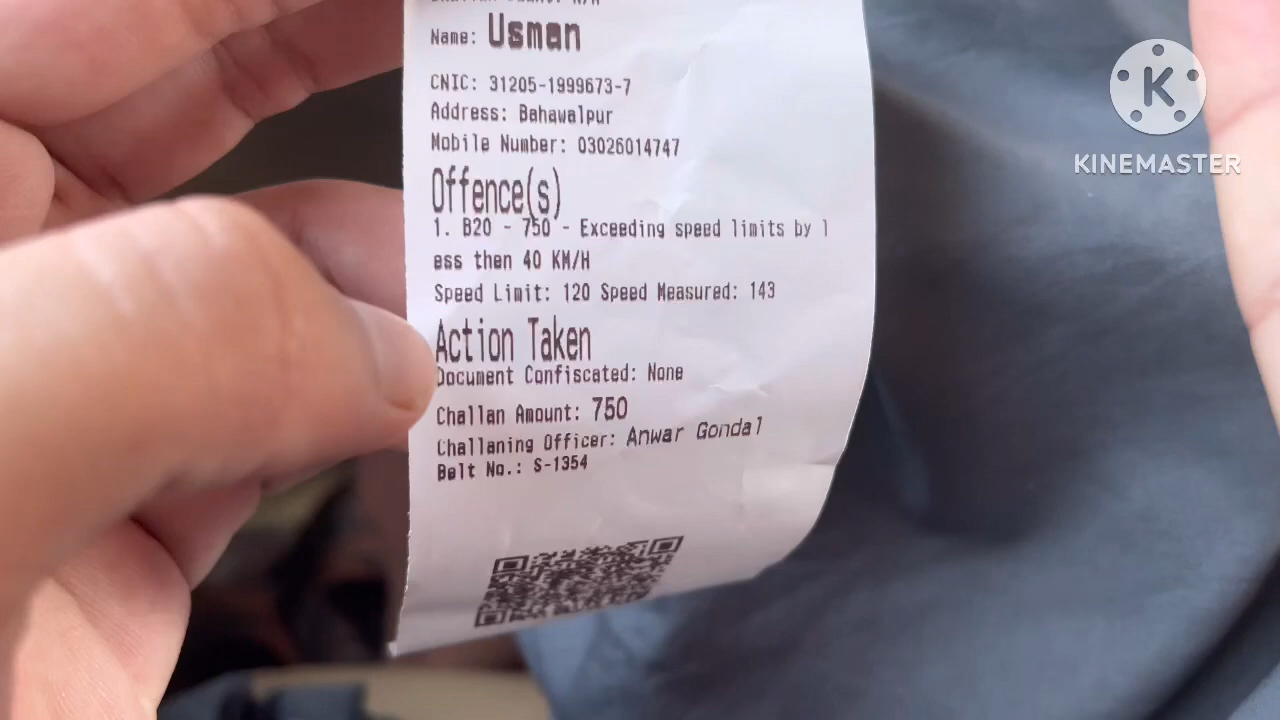 Name: Usman
CNIC: 31205-1999673-7
Address: Bahawalpur
Mobile Number: 03026014747
Offence(s)
1. B20 - 750 - Exceeding speed limits by l
ess then 40 KM/H
Speed Limit: 120 Speed Measured: 143
Action Taken
Document Confiscated: None
Challan Amount: 750
Challaning Officer: Anwar Gondal
Belt No.: S-1354
K
KINEMASTER